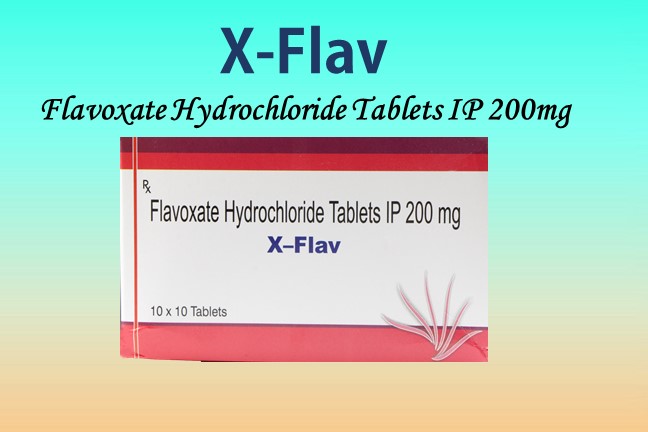 X-Flav
Flavoxate Hydrochloride Tablets IP 200mg
Rx
Flavoxate Hydrochloride Tablets IP 200 mg
X–Flav
10 x 10 Tablets